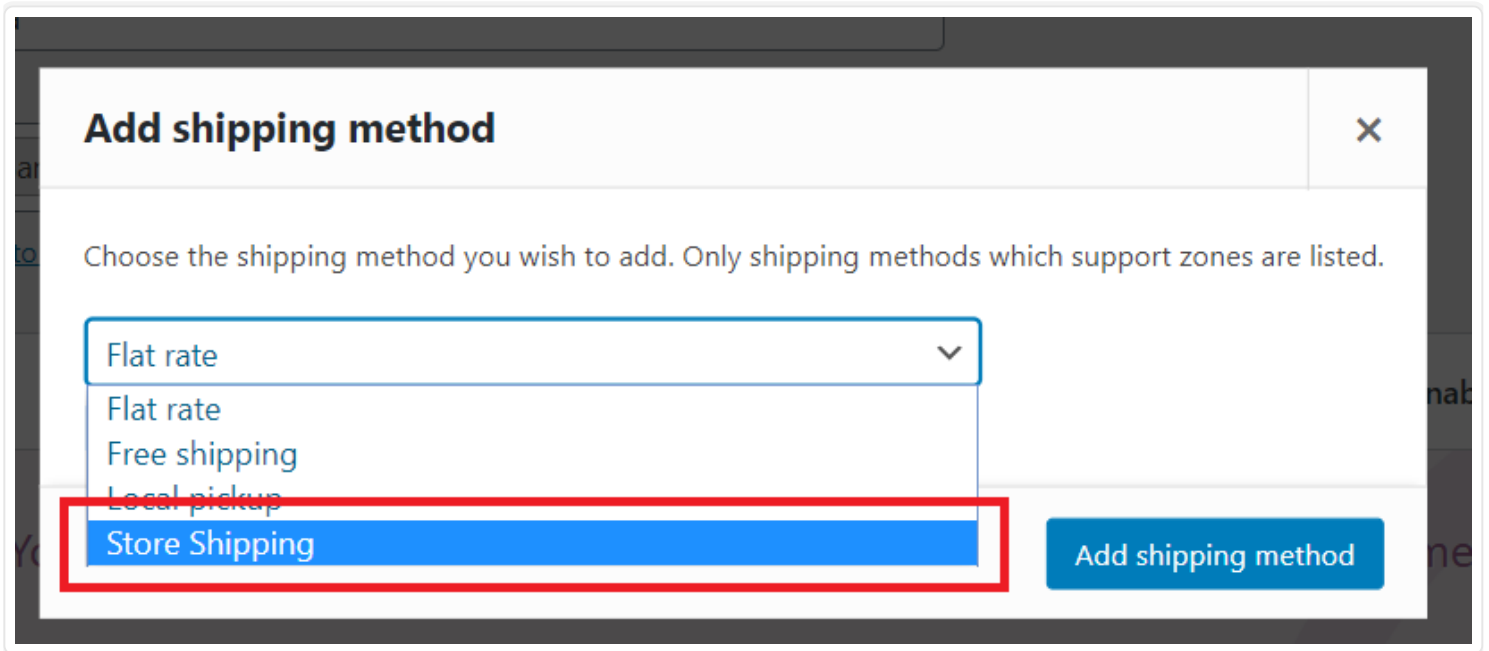 Add shipping method
Choose the shipping method you wish to add. Only shipping methods which support zones are listed.
Flat rate
Flat rate
Free shipping
Local pickup
Store Shipping
Add shipping method